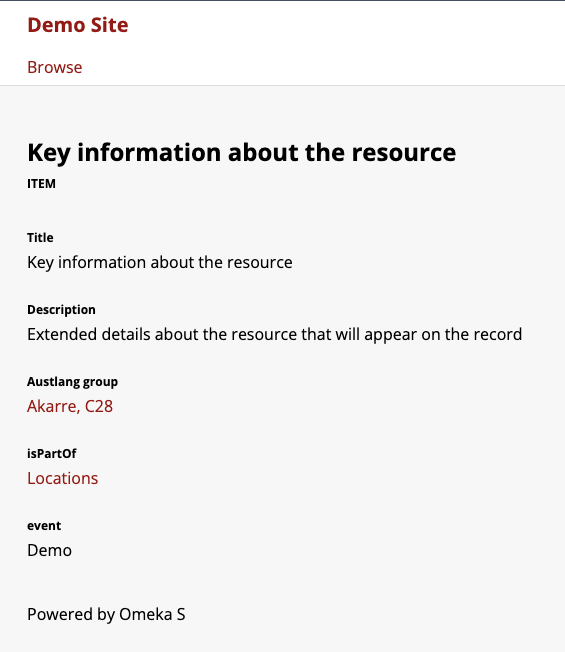 Demo Site
Browse
Key information about the resource
ITEM
Title
Key information about the resource
Description
Extended details about the resource that will appear on the record
Austlang group
Akarre, C28
isPartOf
Locations
event
Demo
Powered by Omeka S